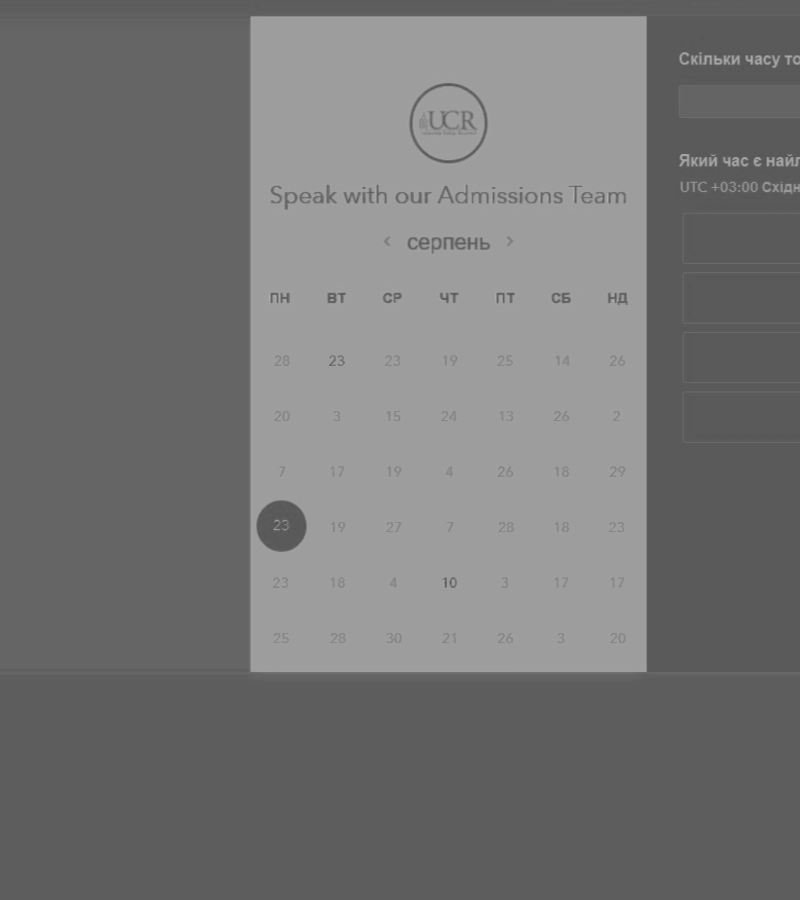 UCR
Speak with our Admissions Team
‹ серпень ›
ПН ВТ СР ЧТ ПТ СБ НД
28 23 23 19 25 14 26
20 3 15 24 13 26 2
7 17 19 4 26 18 29
23 19 27 7 28 18 23
23 18 4 10 3 17 17
25 28 30 21 26 3 20
Скільки часу то
Який час є найл
UTC +03:00 Східн